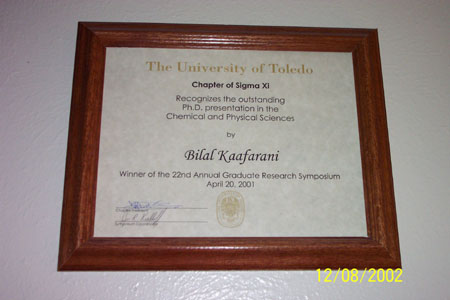 The University of Toledo
Chapter of Sigma Xi
Recognizes the outstanding
Ph.D. presentation in the
Chemical and Physical Sciences
by
Bilal Kaafarani
Winner of the 22nd Annual Graduate Research Symposium
April 20, 2001
12/08/2002